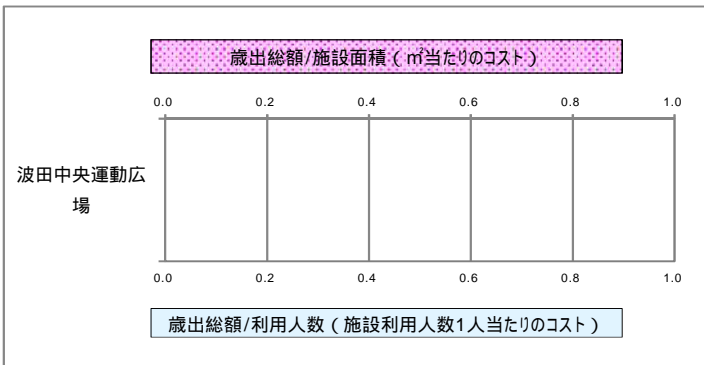 歳出総額/施設面積(㎡当たりのコスト)
0.0 0.2 0.4 0.6 0.8 1.0
波田中央運動広
場
0.0 0.2 0.4 0.6 0.8 1.0
歳出総額/利用人数(施設利用人数1人当たりのコスト)